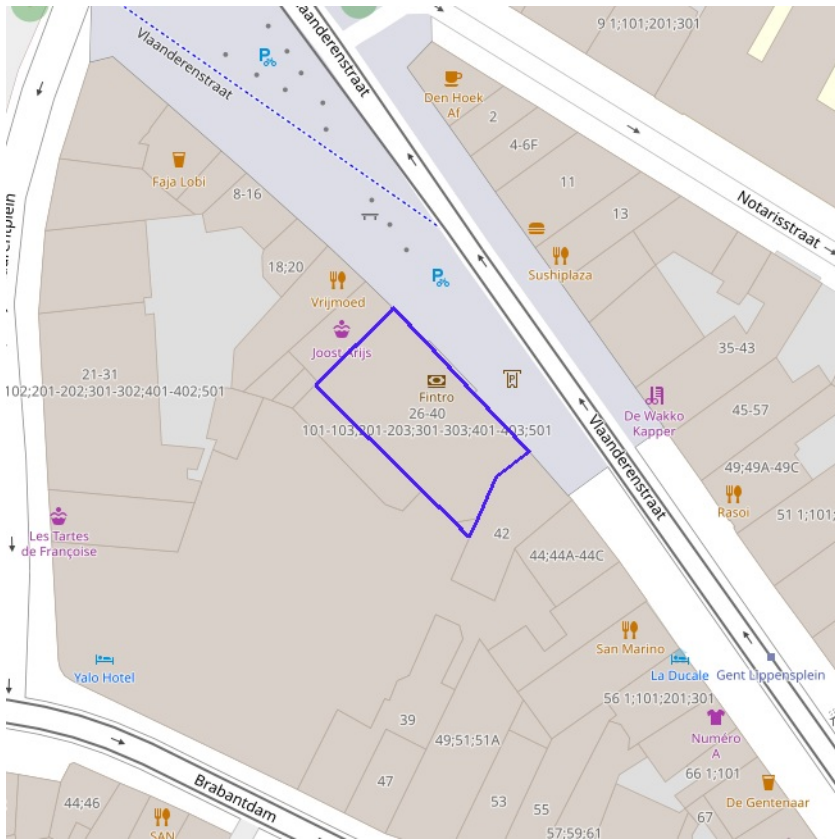 9 1;101;201;301
Vlaanderenstraat
Vlaanderenstraat
Den Hoek
Af
2
4-6F
Faja Lobi
8-16
11
13
Notarisstraat
18;20
Sushiplaza
Vrijmoed
Joost Arijs
35-43
21-31
102;201-202;301-302;401-402;501
Fintro
26-40
101-103;201-203;301-303;401-403;501
De Wakko
Kapper
45-57
Vlaanderenstraat
49;49A-49C
Rasoi
51 1;101;
Les Tartes
de Françoise
42
44;44A-44C
San Marino
Yalo Hotel
La Ducale
Gent Lippensplein
56 1;101;201;301
39
49;51;51A
Numéro
A
47
66 1;101
Brabantdam
De Gentenaar
44;46
53
55
67
SAN
57;59;61